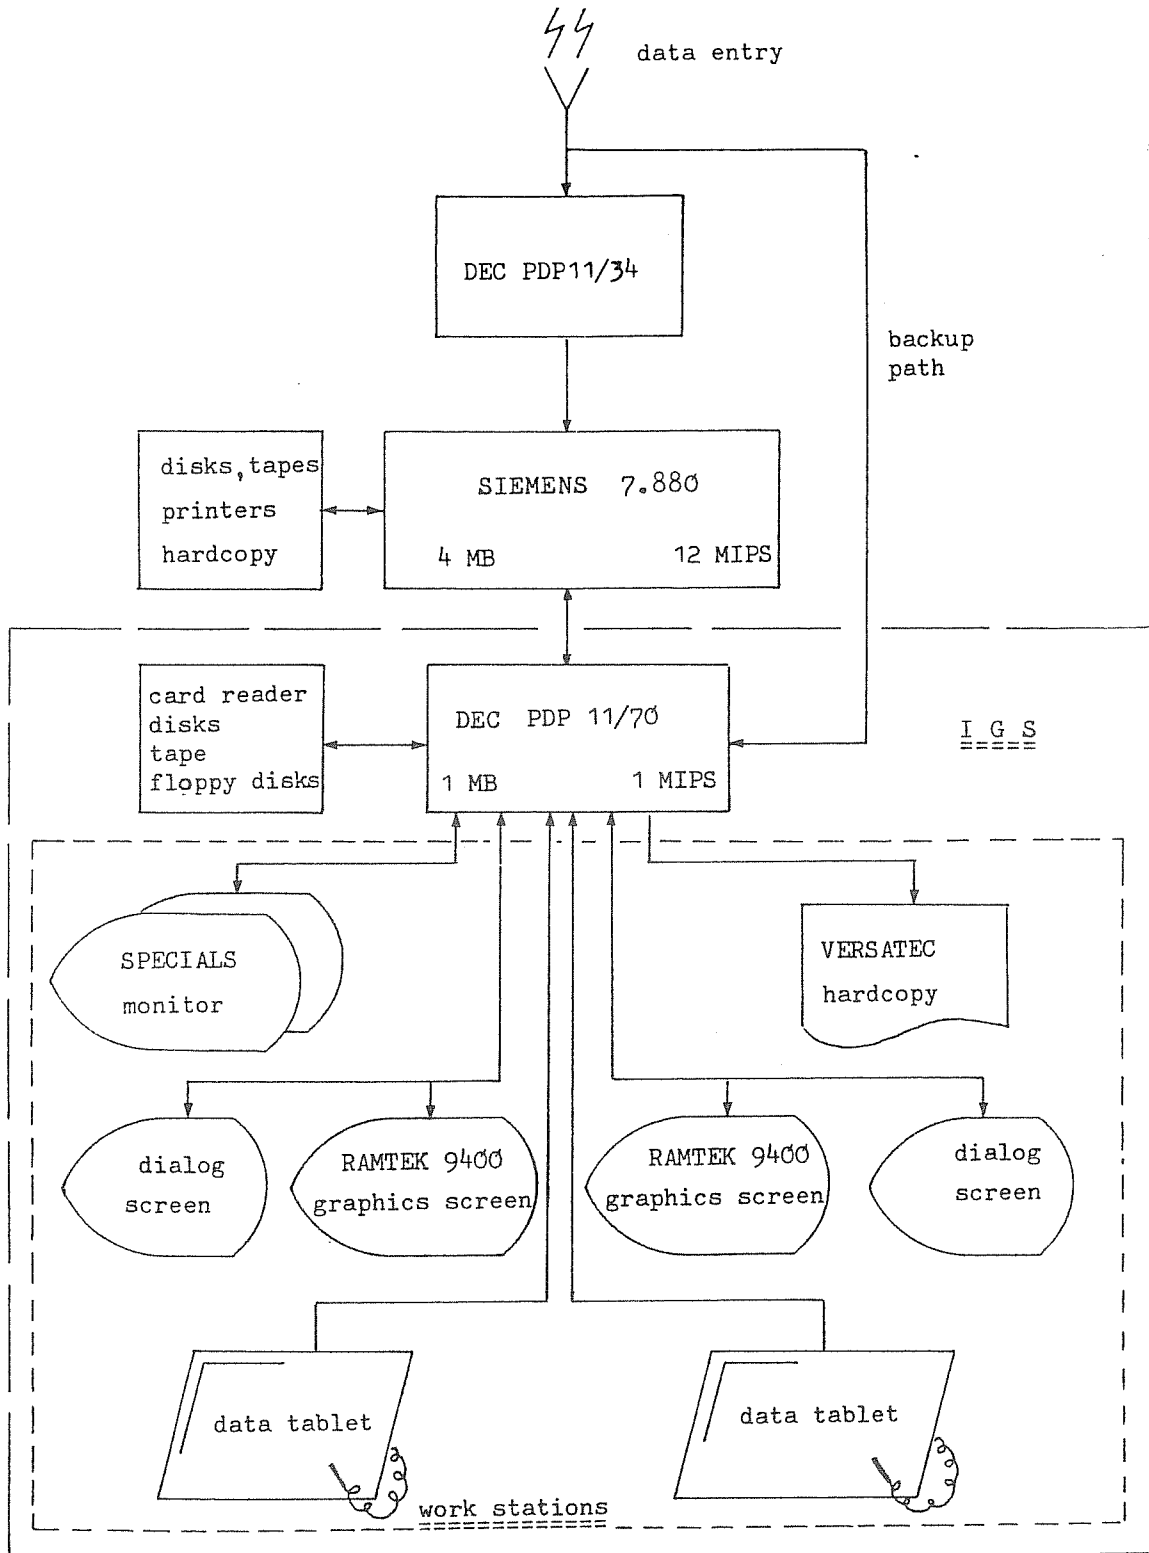 data entry
DEC PDP11/34
backup
path
disks, tapes
printers
hardcopy
SIEMENS 7.880
4 MB 12 MIPS
card reader
disks
tape
floppy disks
DEC PDP 11/70
1 MB 1 MIPS
I G S
SPECIALS
monitor
VERSATEC
hardcopy
dialog
screen
RAMTEK 9400
graphics screen
RAMTEK 9400
graphics screen
dialog
screen
data tablet
data tablet
work stations